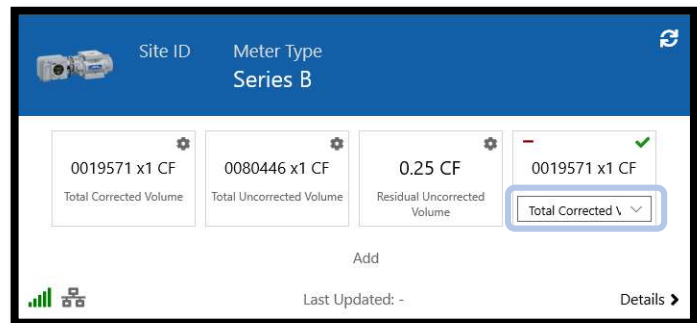 Site ID
Meter Type
Series B
0019571 x1 CF
Total Corrected Volume
0080446 x1 CF
Total Uncorrected Volume
0.25 CF
Residual Uncorrected
Volume
0019571 x1 CF
Total Corrected \
Add
Last Updated: -
Details